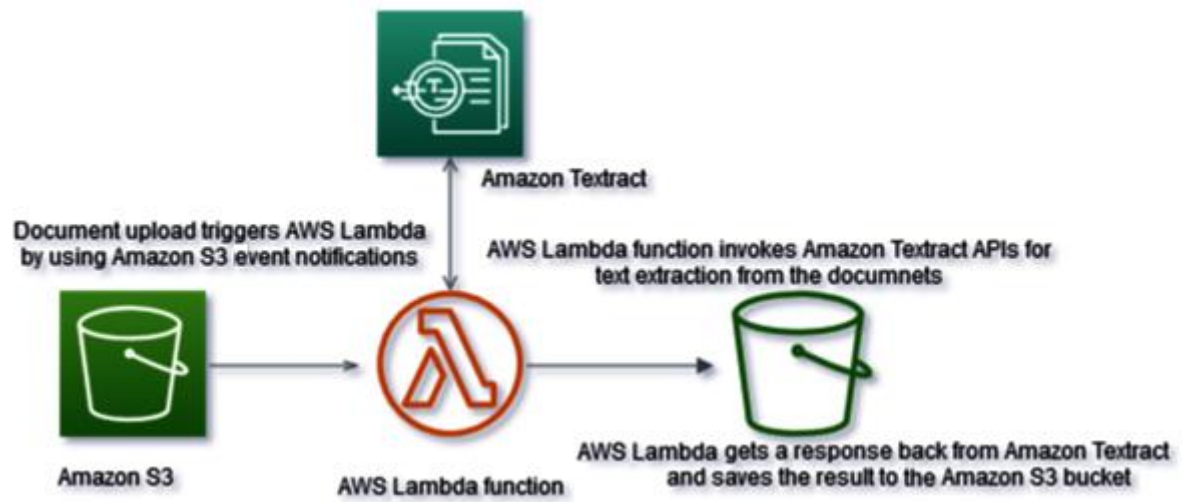 Amazon Textract
Document upload triggers AWS Lambda
by using Amazon S3 event notifications
AWS Lambda function invokes Amazon Textract APIs for
text extraction from the documnets
Amazon S3
AWS Lambda function
AWS Lambda gets a response back from Amazon Textract
and saves the result to the Amazon S3 bucket